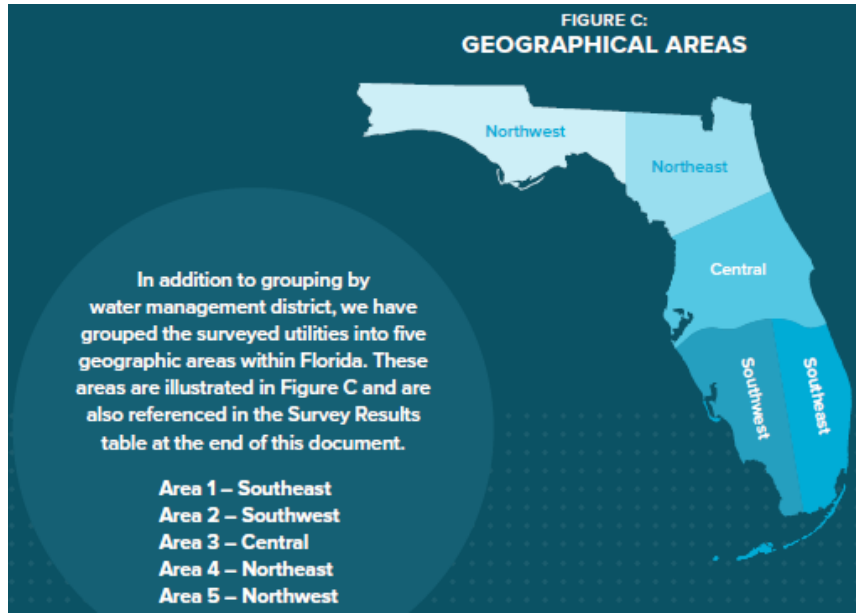 FIGURE C:
GEOGRAPHICAL AREAS
Northwest
Northeast
Central
Southwest
Southeast
In addition to grouping by
water management district, we have
grouped the surveyed utilities into five
geographic areas within Florida. These
areas are illustrated in Figure C and are
also referenced in the Survey Results
table at the end of this document.
Area 1 – Southeast
Area 2 – Southwest
Area 3 – Central
Area 4 – Northeast
Area 5 – Northwest